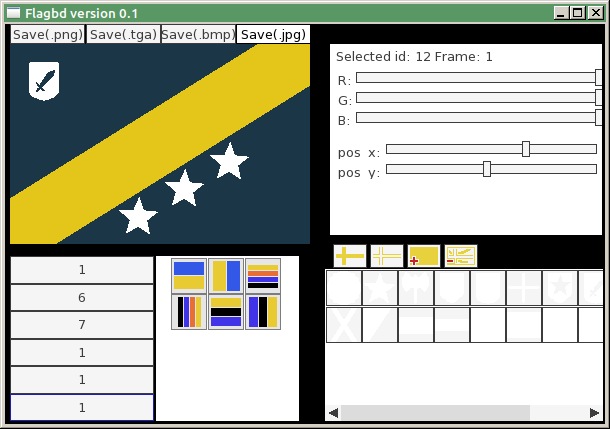 Flagbd version 0.1
Save(.png) Save(.tga) Save(.bmp) Save(.jpg)
Selected id: 12 Frame: 1
R:
G:
B:
pos x:
pos y:
1
6
7
1
1
1